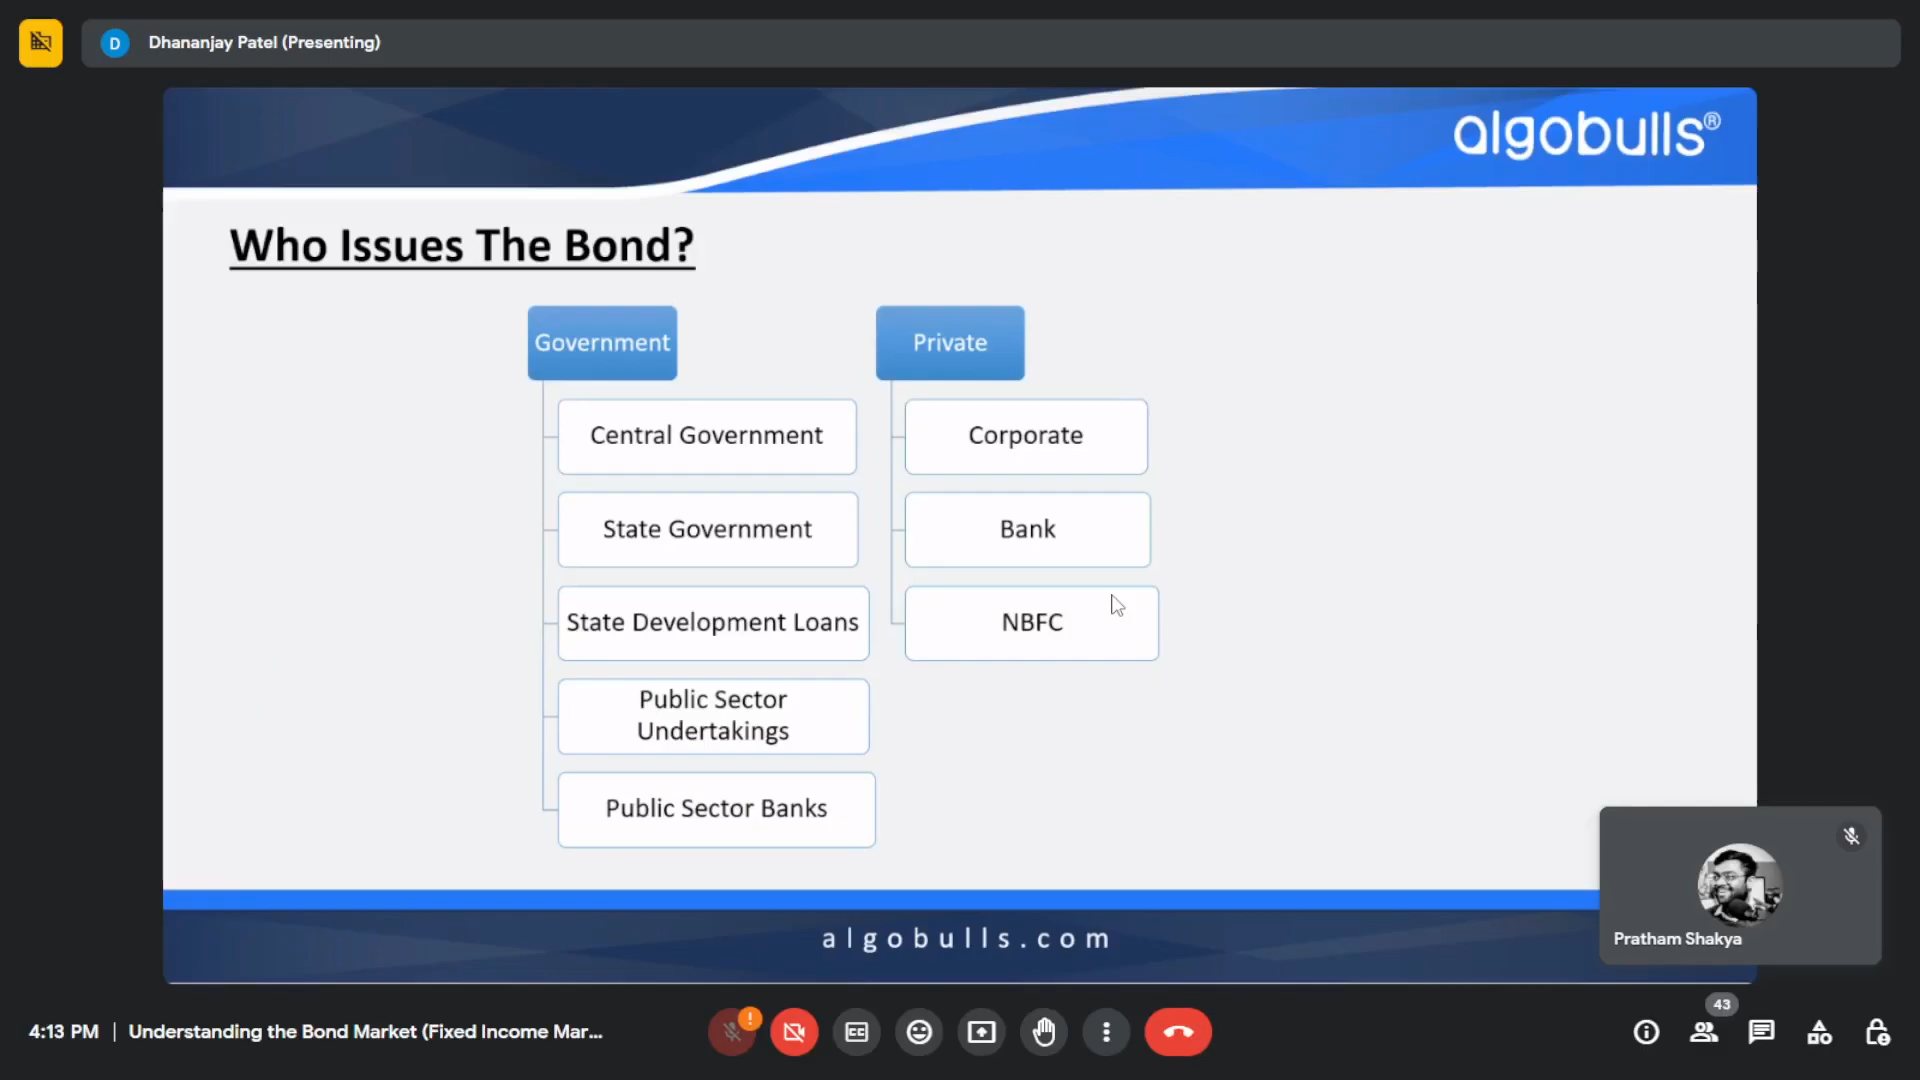 D
Dhananjay Patel (Presenting)
algobulls®
Who Issues The Bond?
Government
Private
Central Government
Corporate
State Government
Bank
State Development Loans
NBFC
Public Sector
Undertakings
Public Sector Banks
algobulls.com
Pratham Shakya
43
4:13 PM | Understanding the Bond Market (Fixed Income Mar...
!
CC